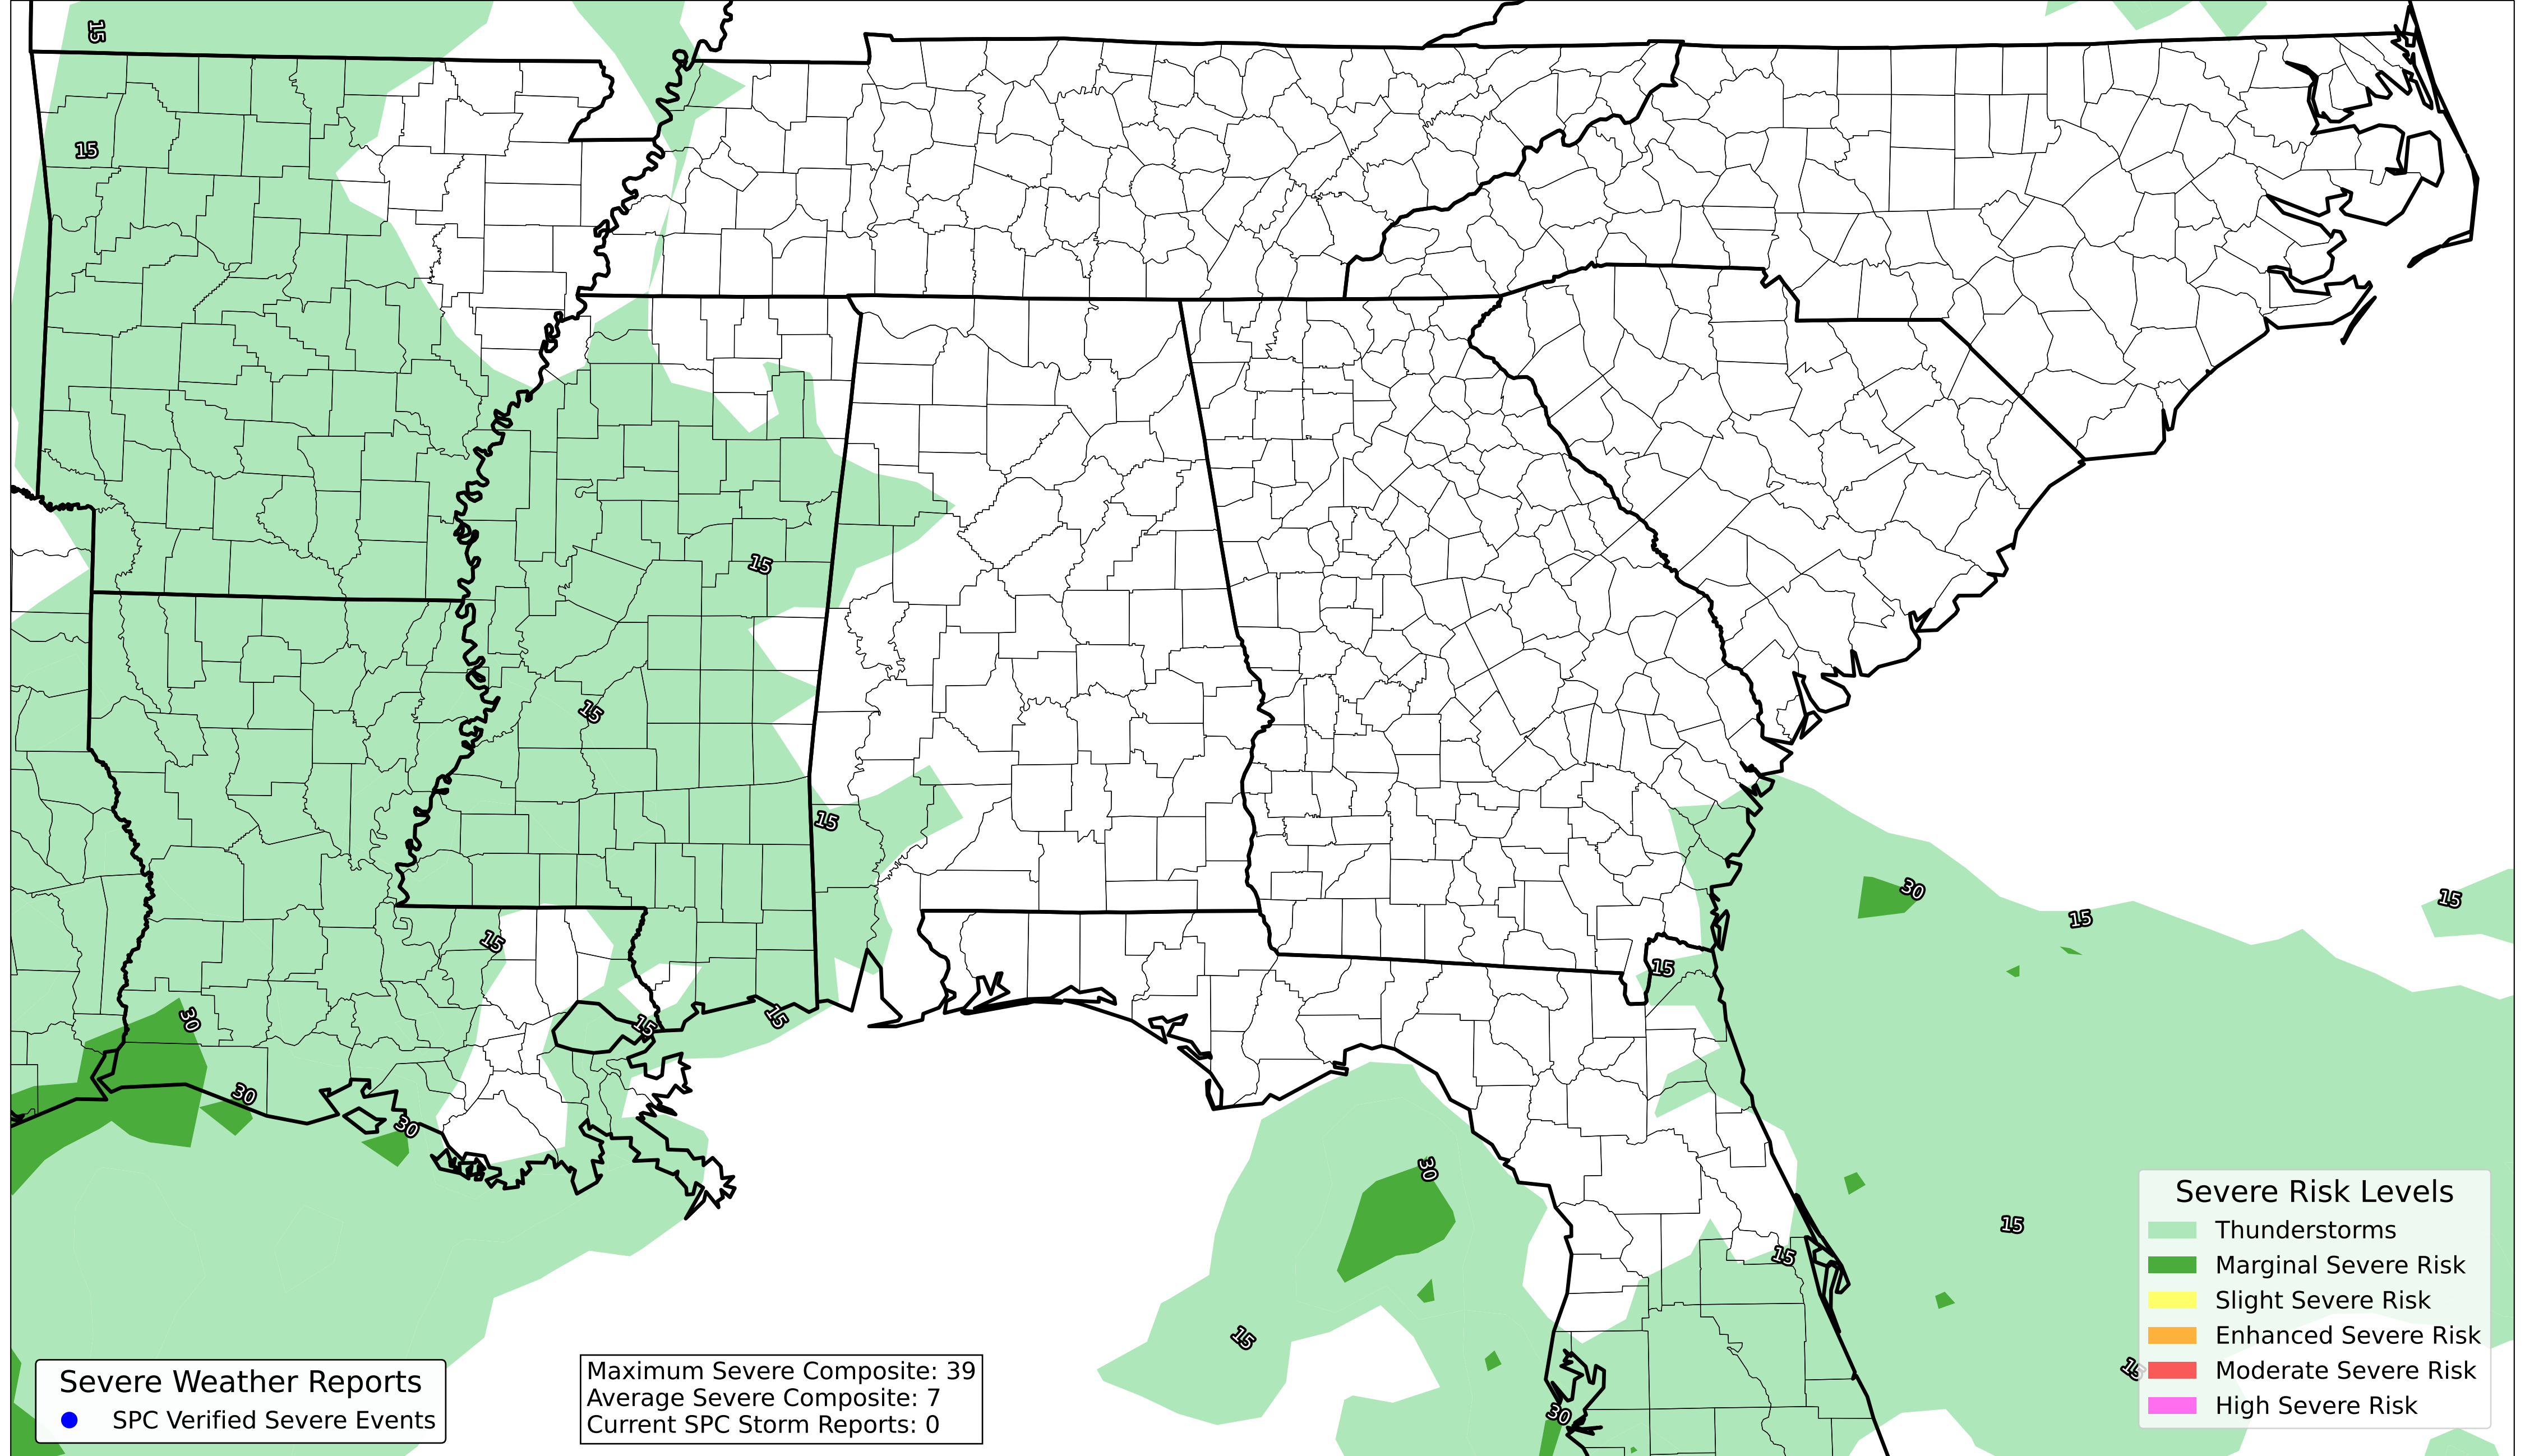 15
15
15
15
15
30
15
15
15
15
15
15
30
30
30
30
15
15
15
15
30
Severe Risk Levels
Thunderstorms
Marginal Severe Risk
Slight Severe Risk
Enhanced Severe Risk
Moderate Severe Risk
High Severe Risk
Severe Weather Reports
SPC Verified Severe Events
Maximum Severe Composite: 39
Average Severe Composite: 7
Current SPC Storm Reports: 0